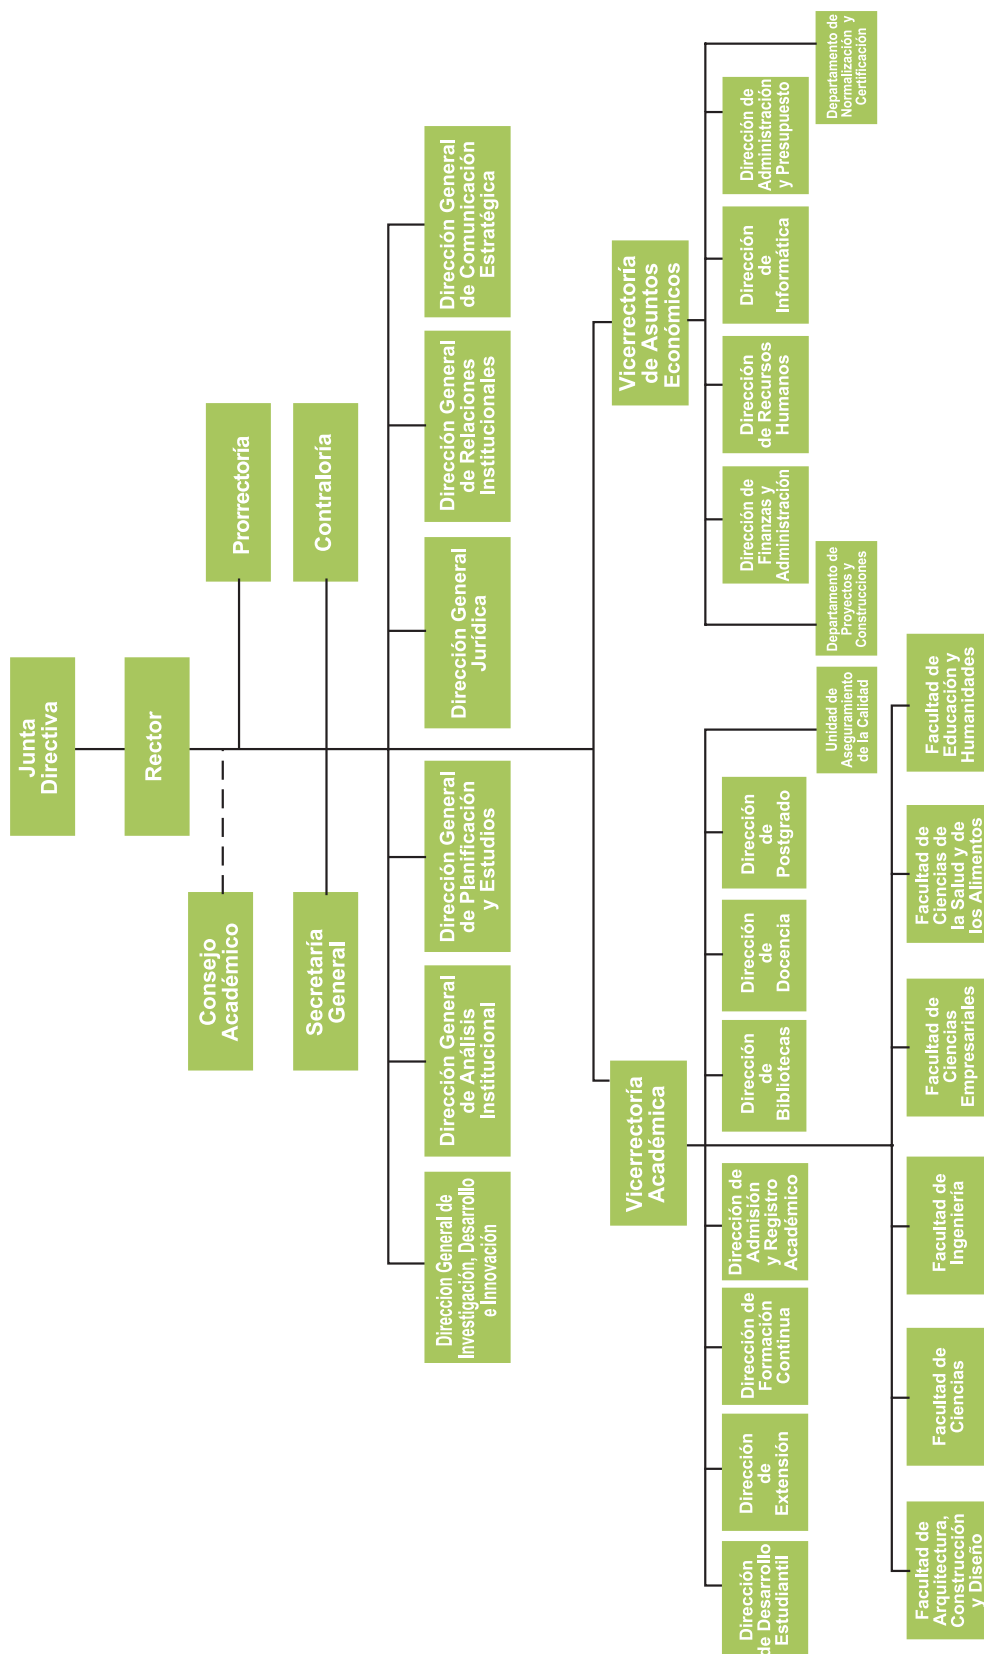 Junta
Directiva
Rector
Consejo
Académico
Prorrectoría
Secretaría
General
Contraloría
Direccion General de
Investigación, Desarrollo
e Innovación
Dirección General
de Análisis
Institucional
Dirección General
de Planificación
y Estudios
Dirección General
Jurídica
Dirección General
de Relaciones
Institucionales
Dirección General
de Comunicación
Estratégica
Vicerrectoría
Académica
Vicerrectoría
de Asuntos
Económicos
Dirección
de Desarrollo
Estudiantil
Dirección
de
Extensión
Dirección de
Formación
Continua
Dirección de
Admisión
y Registro
Académico
Dirección
de
Bibliotecas
Dirección
de
Docencia
Dirección
de
Postgrado
Unidad de
Aseguramiento
de la Calidad
Departamento de
Proyectos y
Construcciones
Dirección de
Finanzas y
Administración
Dirección
de Recursos
Humanos
Dirección
de
Informática
Dirección de
Administración
y Presupuesto
Departamento de
Normalización y
Certificación
Facultad de
Arquitectura,
Construcción
y Diseño
Facultad de
Ciencias
Facultad de
Ingeniería
Facultad de
Ciencias
Empresariales
Facultad de
Ciencias de
la Salud y de
los Alimentos
Facultad de
Educación y
Humanidades